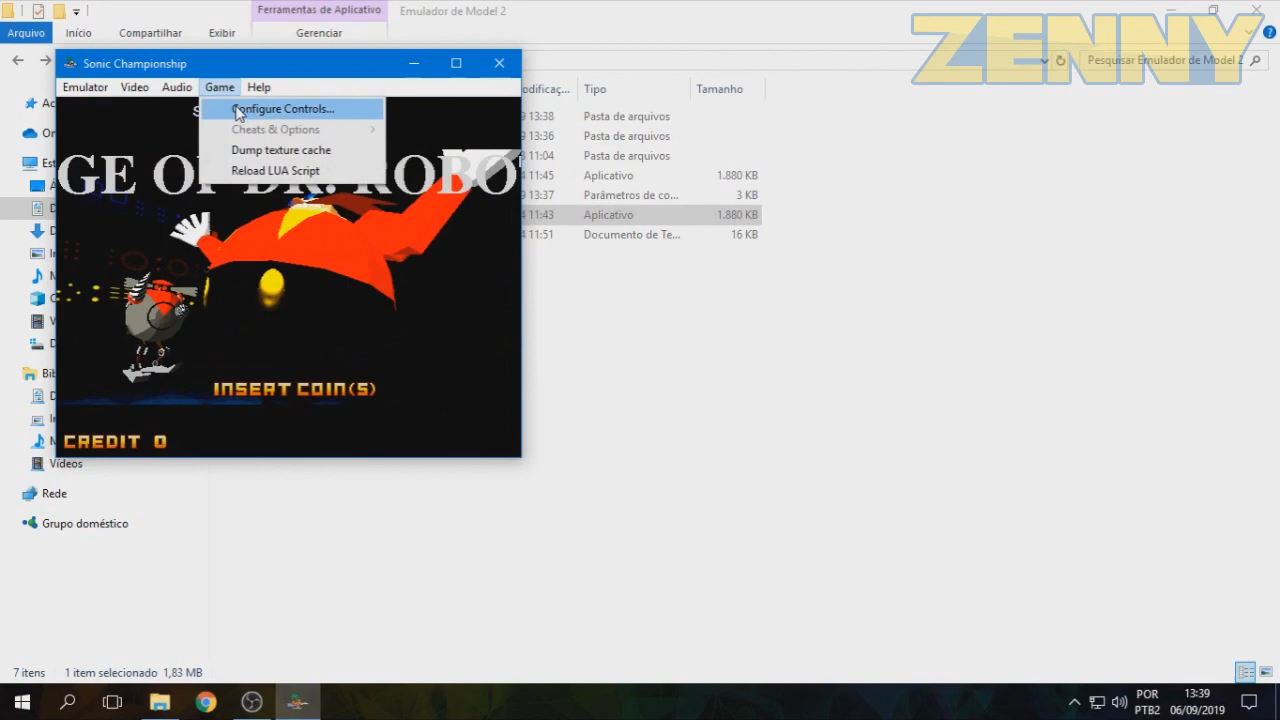 Ferramentas de Aplicativo
Emulador de Model 2
ZENNY
Arquivo
Início
Compartilhar
Exibir
Gerenciar
Pesquisar Emulador de Model 2
Sonic Championship
Emulator
Video
Audio
Game
Help
Configure Controls...
Cheats & Options
Dump texture cache
Reload LUA Script
GE OF DR. ROBO
INSERT COIN(S)
CREDIT 0
odificaç...
Tipo
Tamanho
13:38
Pasta de arquivos
13:36
Pasta de arquivos
11:04
Pasta de arquivos
11:45
Aplicativo
1.880 KB
13:37
Parâmetros de co...
3 KB
11:43
Aplicativo
1.880 KB
11:51
Documento de Te...
16 KB
Vídeos
Rede
Grupo doméstico
7 itens
1 item selecionado 1,83 MB
POR
PTB2
13:39
06/09/2019